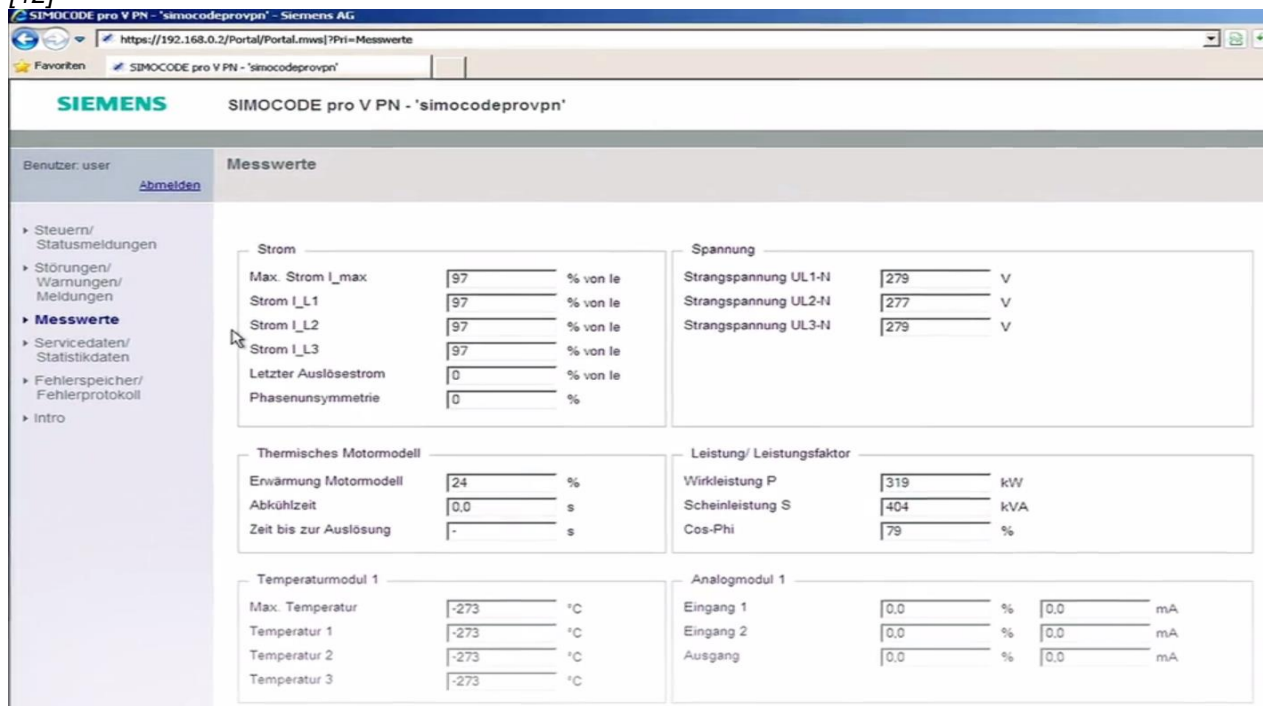 [12]
SIMOCODE pro V PN - 'simocodeprovpn' - Siemens AG
https://192.168.0.2/Portal/Portal.mws|?Pri=Messwerte
Favoriten SIMOCODE pro V PN - 'simocodeprovpn'
SIEMENS SIMOCODE pro V PN - 'simocodeprovpn'
Benutzer: user
Abmelden
Messwerte
Steuern/
Statusmeldungen
Störungen/
Warnungen/
Meldungen
Messwerte
Servicedaten/
Statistikdaten
Fehlerspeicher/
Fehlerprotokoll
Intro
Strom
Max. Strom I_max 97 % von Ie
Strom I_L1 97 % von Ie
Strom I_L2 97 % von Ie
Strom I_L3 97 % von Ie
Letzter Auslösestrom 0 % von Ie
Phasenunsymmetrie 0 %
Spannung
Strangspannung UL1-N 279 V
Strangspannung UL2-N 277 V
Strangspannung UL3-N 279 V
Thermisches Motormodell
Erwärmung Motormodell 24 %
Abkühlzeit 0,0 s
Zeit bis zur Auslösung - s
Leistung/ Leistungsfaktor
Wirkleistung P 319 kW
Scheinleistung S 404 kVA
Cos-Phi 79 %
Temperaturmodul 1
Max. Temperatur -273 °C
Temperatur 1 -273 °C
Temperatur 2 -273 °C
Temperatur 3 -273 °C
Analogmodul 1
Eingang 1 0,0 % 0,0 mA
Eingang 2 0,0 % 0,0 mA
Ausgang 0,0 % 0,0 mA